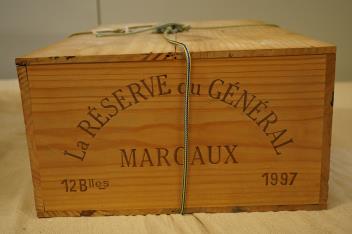 La RÉSERVE du GÉNÉRAL
MARGAUX
12 Blles 1997